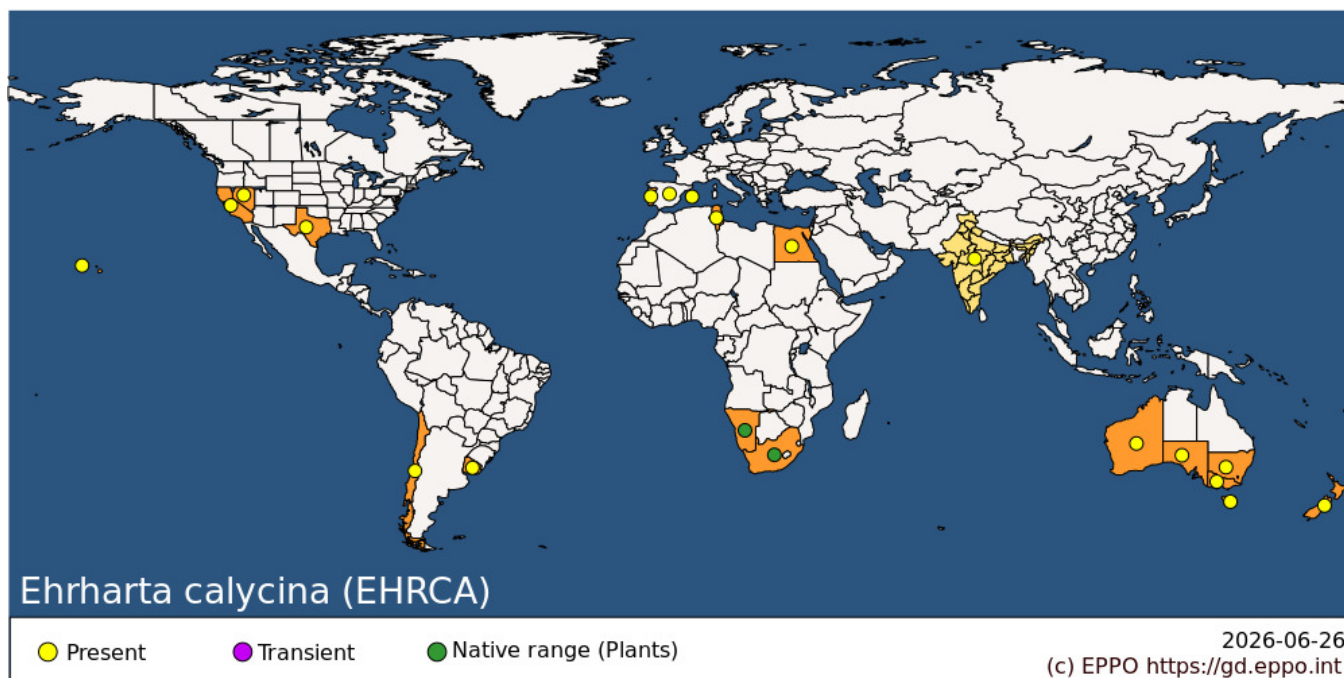 Ehrharta calycina (EHRCA)
Present
Transient
Native range (Plants)
2026-06-26
(c) EPPO https://gd.eppo.int